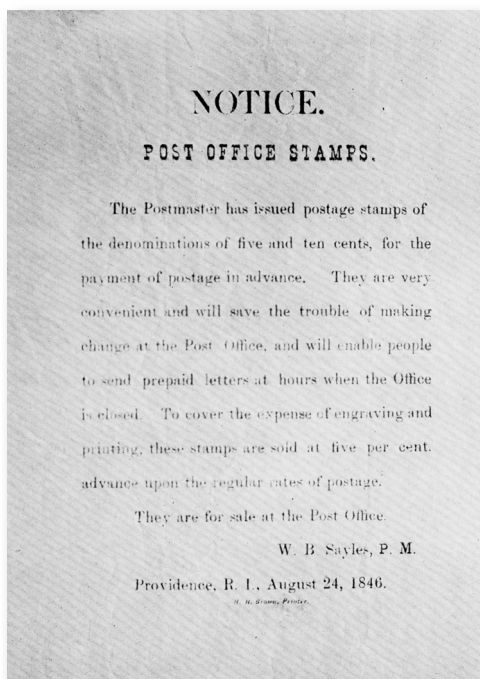 NOTICE.
POST OFFICE STAMPS.
The Postmaster has issued postage stamps of
the denominations of five and ten cents, for the
payment of postage in advance. They are very
convenient and will save the trouble of making
change at the Post Office, and will enable people
to send prepaid letters at hours when the Office
is closed. To cover the expense of engraving and
printing, these stamps are sold at five per cent.
advance upon the regular rates of postage.
They are for sale at the Post Office.
W. B Sayles, P. M.
Providence, R. I., August 24, 1846.
H. H. Brown, Printer.